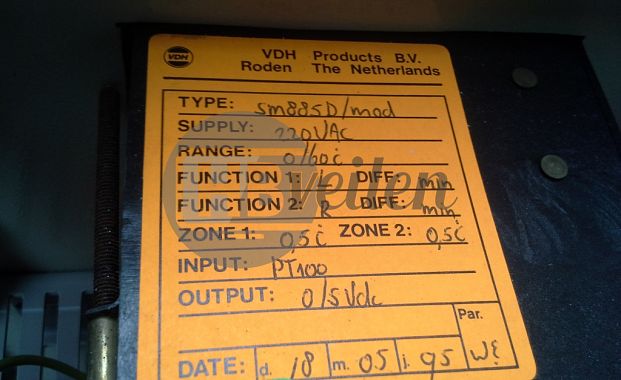 VDH
VDH Products B.V.
Roden The Netherlands
TYPE: SM885D/mod
SUPPLY: 220VAC
RANGE: 0/60°c
FUNCTION 1: DIFF: min
FUNCTION 2: R DIFF: min
ZONE 1: 0,5°c ZONE 2: 0,5°c
INPUT: PT100
OUTPUT: 0/5Vdc
Par.
DATE: d. 18 m. 05 j. 95
veilen